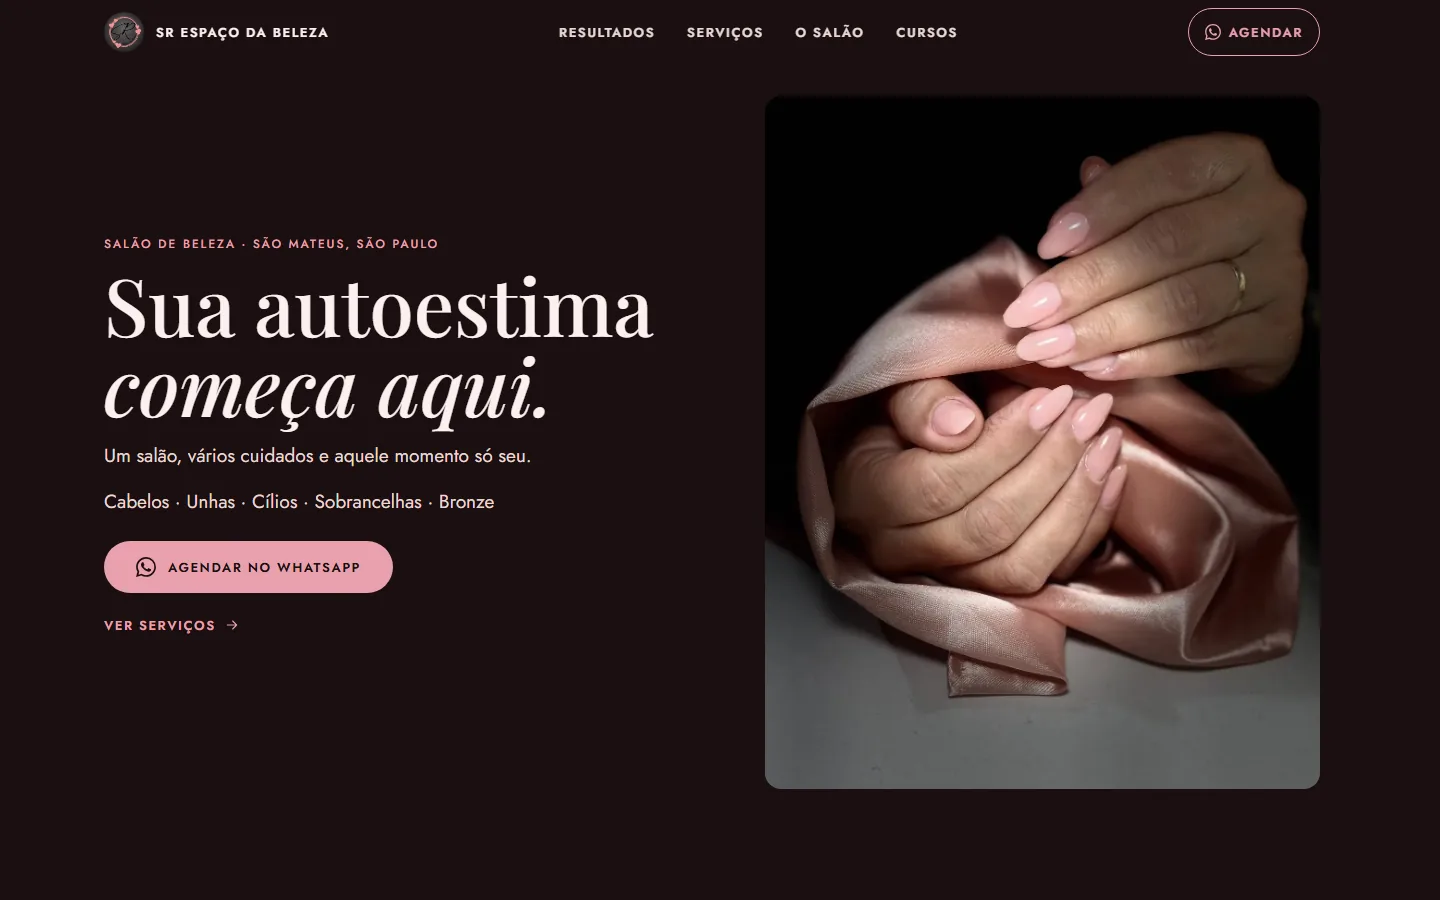 SR ESPAÇO DA BELEZA
RESULTADOS
SERVIÇOS
O SALÃO
CURSOS
AGENDAR
SALÃO DE BELEZA · SÃO MATEUS, SÃO PAULO
Sua autoestima
começa aqui.
Um salão, vários cuidados e aquele momento só seu.
Cabelos · Unhas · Cílios · Sobrancelhas · Bronze
AGENDAR NO WHATSAPP
VER SERVIÇOS →